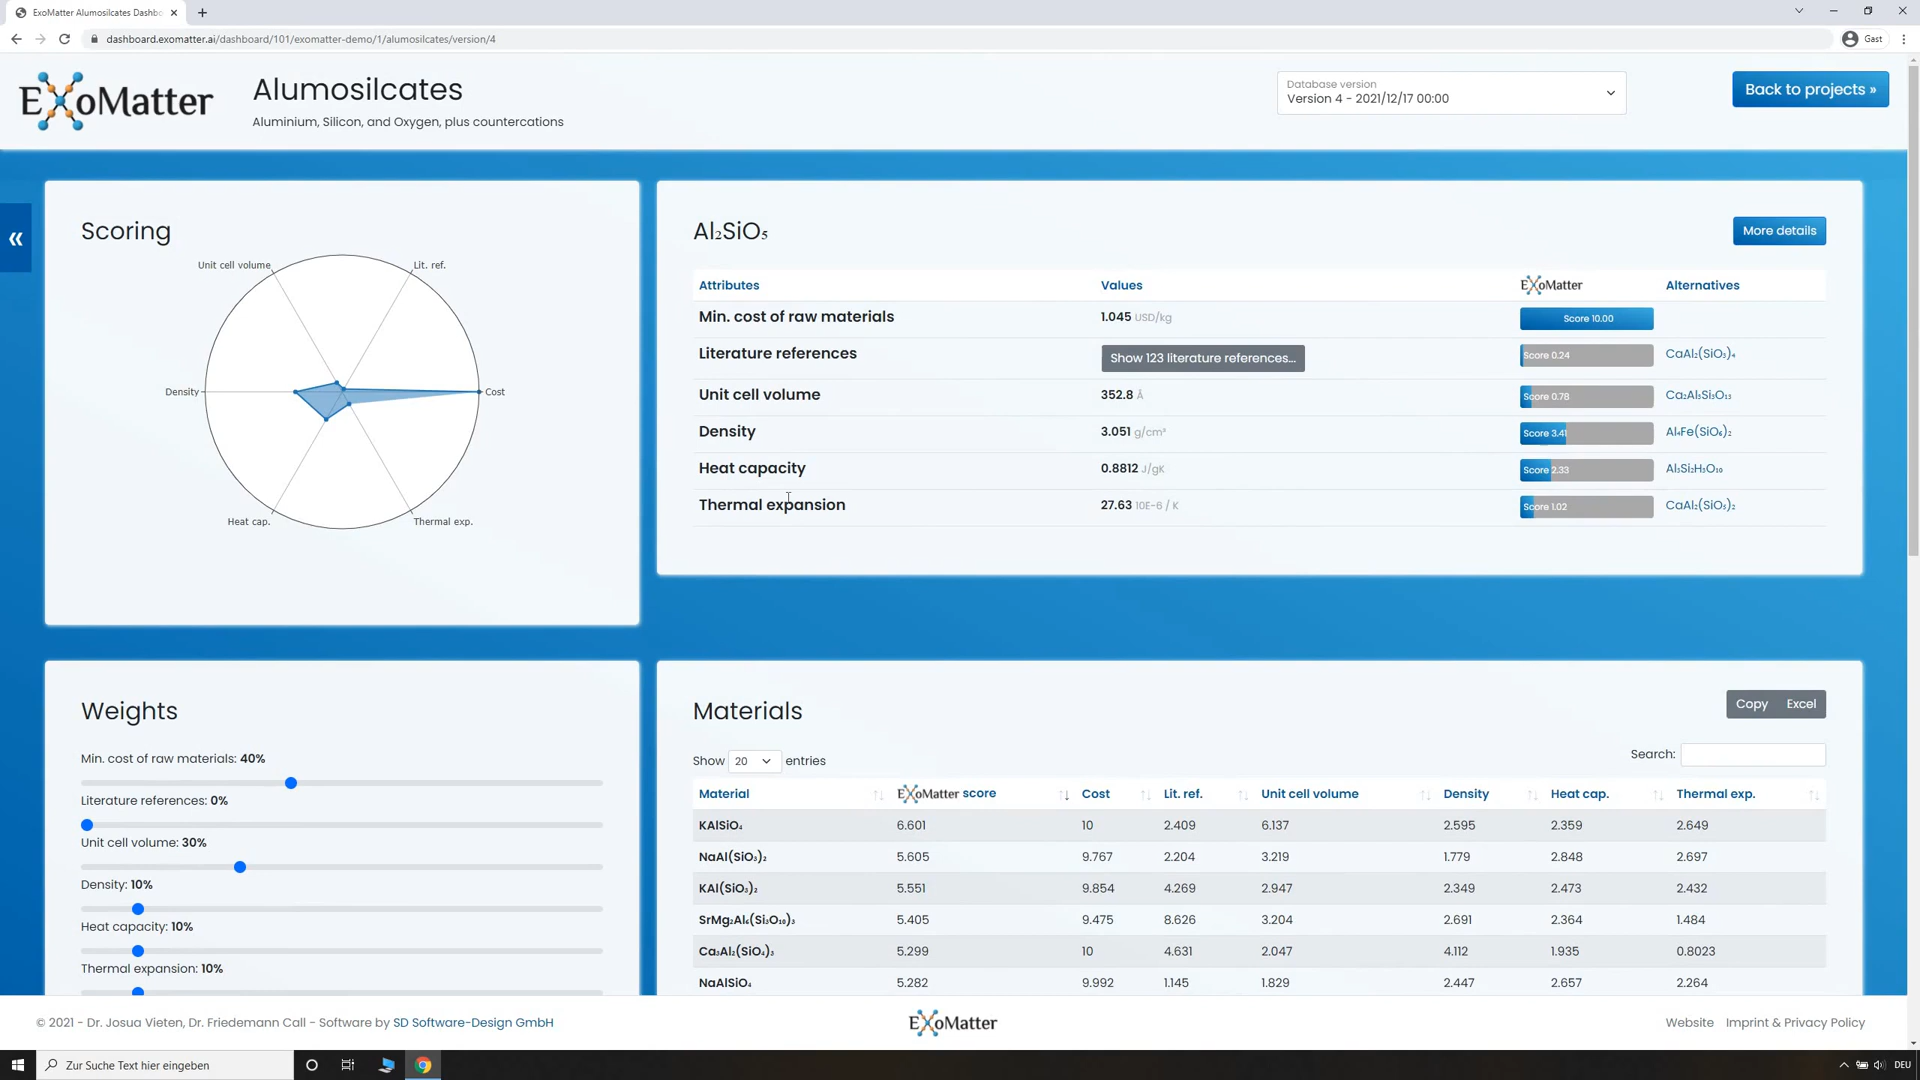 ExoMatter Alumosilcates Dashbo
dashboard.exomatter.ai/dashboard/101/exomatter-demo/1/alumosilcates/version/4
Gast
ExoMatter
Alumosilcates
Aluminium, Silicon, and Oxygen, plus countercations
Database version
Version 4 - 2021/12/17 00:00
Back to projects »
«
Scoring
Unit cell volume
Lit. ref.
Density
Cost
Heat cap.
Thermal exp.
Al₂SiO₅
More details
Attributes Values ExoMatter Alternatives
Min. cost of raw materials 1.045 USD/kg Score 10.00
Literature references Show 123 literature references... Score 0.24 CaAl₂(SiO₃)₄
Unit cell volume 352.8 Å Score 0.78 Ca₂Al₅Si₃O₁₃
Density 3.051 g/cm³ Score 3.41 Al₄Fe(SiO₆)₂
Heat capacity 0.8812 J/gK Score 2.33 Al₃Si₂H₃O₁₀
Thermal expansion 27.63 10E-6 / K Score 1.02 CaAl₂(SiO₅)₂
Weights
Min. cost of raw materials: 40%
Literature references: 0%
Unit cell volume: 30%
Density: 10%
Heat capacity: 10%
Thermal expansion: 10%
Materials
Copy Excel
Show 20 entries
Search:
Material ExoMatter score Cost Lit. ref. Unit cell volume Density Heat cap. Thermal exp.
KAlSiO₄ 6.601 10 2.409 6.137 2.595 2.359 2.649
NaAl(SiO₃)₂ 5.605 9.767 2.204 3.219 1.779 2.848 2.697
KAl(SiO₃)₂ 5.551 9.854 4.269 2.947 2.349 2.473 2.432
SrMg₂Al₆(Si₃O₁₀)₃ 5.405 9.475 8.626 3.204 2.691 2.364 1.484
Ca₃Al₂(SiO₄)₃ 5.299 10 4.631 2.047 4.112 1.935 0.8023
NaAlSiO₄ 5.282 9.992 1.145 1.829 2.447 2.657 2.264
© 2021 - Dr. Josua Vieten, Dr. Friedemann Call - Software by SD Software-Design GmbH
ExoMatter
Website Imprint & Privacy Policy
Zur Suche Text hier eingeben
DEU